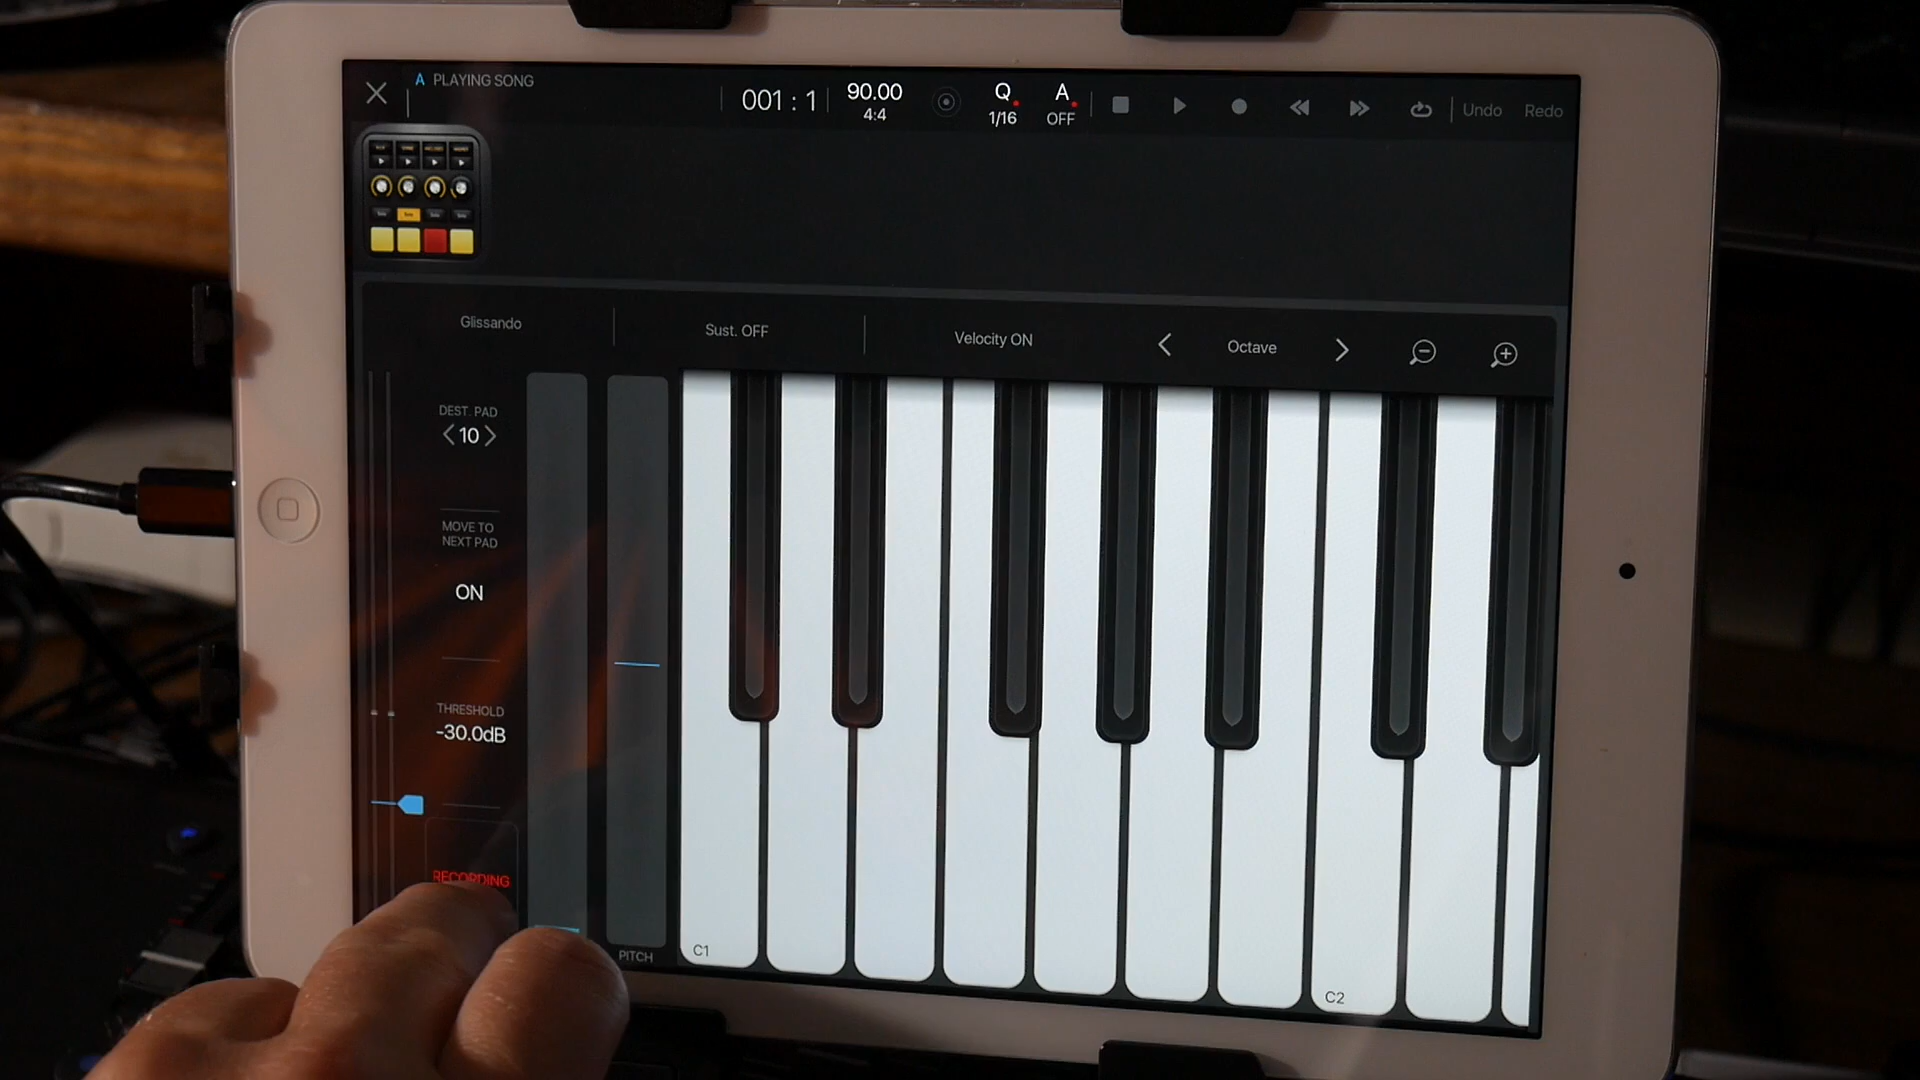 A PLAYING SONG
001 : 1
90.00
4:4
Q
1/16
A
OFF
Undo
Redo
Glissando
Sust. OFF
Velocity ON
Octave
DEST. PAD
10
MOVE TO
NEXT PAD
ON
THRESHOLD
-30.0dB
RECORDING
PITCH
C1
C2